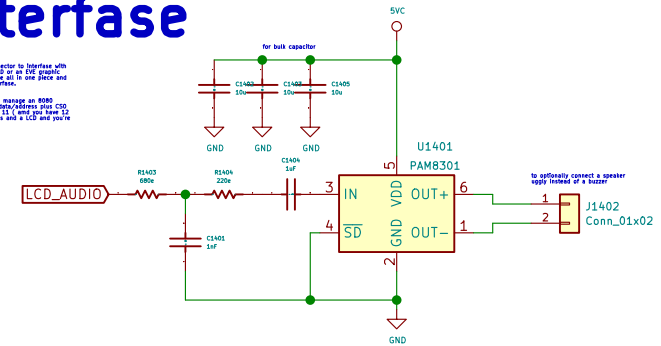 terfase
ector to interfase with
D or an EVE graphic
e all in one piece and
rfase.
manage an 8080
data/address plus CS0
11 ( amd you have 12
s and a LCD and you're
5VC
for bulk capacitor
C1402
10u
C1403
10u
C1405
10u
GND
GND
GND
U1401
PAM8301
C1404
1uF
R1403
680e
R1404
220e
LCD_AUDIO
3
4
5
6
1
2
IN
SD
VDD
GND
OUT+
OUT-
C1401
1nF
to optionally connect a speaker
uggly instead of a buzzer
1
2
J1402
Conn_01x02
GND